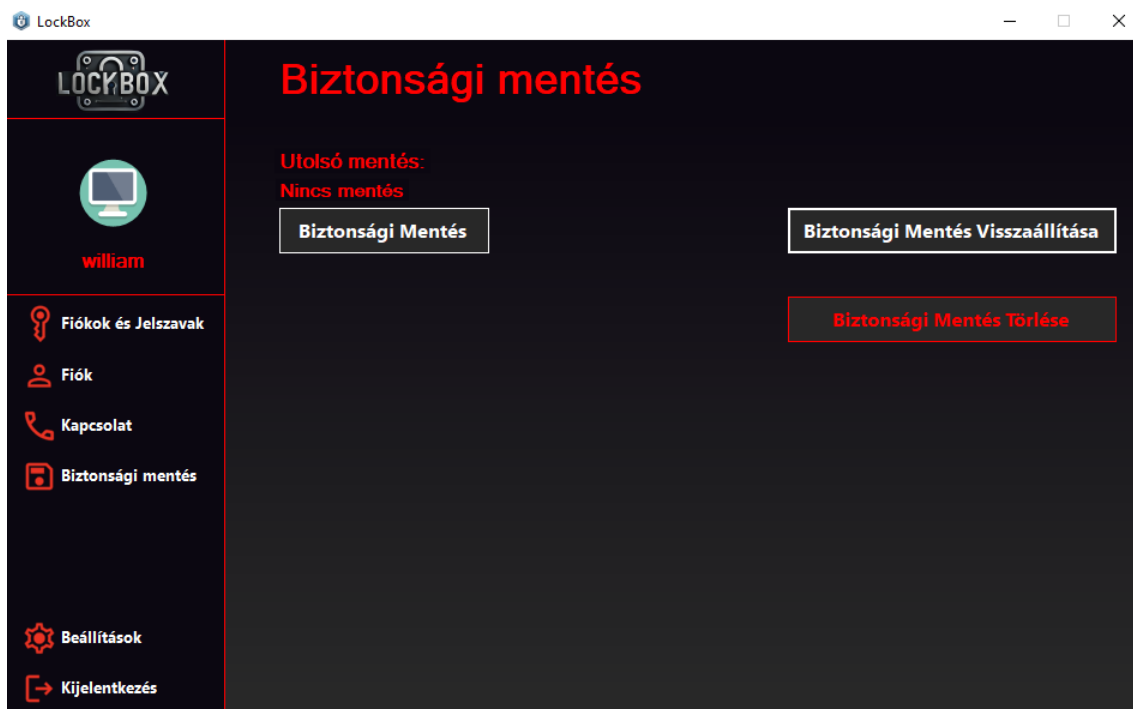 LockBox
LOCKBOX
Biztonsági mentés
Utolsó mentés:
Nincs mentés
Biztonsági Mentés
Biztonsági Mentés Visszaállítása
Biztonsági Mentés Törlése
william
Fiókok és Jelszavak
Fiók
Kapcsolat
Biztonsági mentés
Beállítások
Kijelentkezés